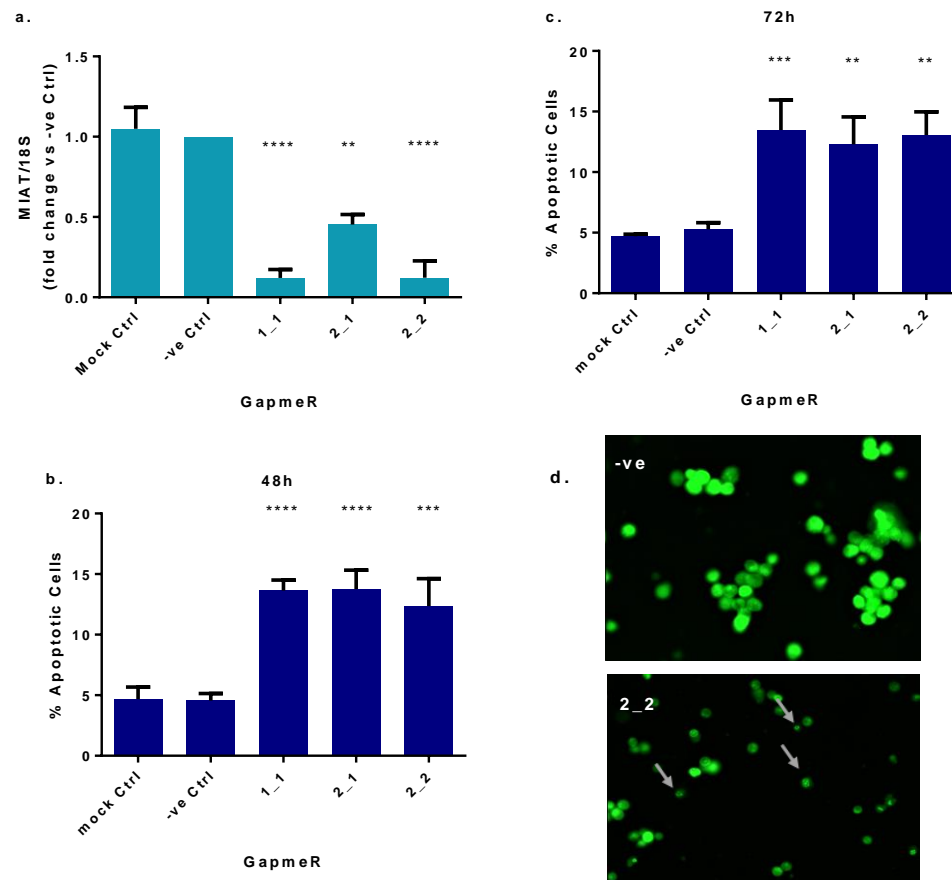 a.
MIAT/18S
(fold change vs -ve Ctrl)
1.5
1.0
0.5
0.0
****
**
****
Mock Ctrl
-ve Ctrl
1_1
2_1
2_2
GapmeR
b.
48h
% Apoptotic Cells
20
15
10
5
0
****
****
***
mock Ctrl
-ve Ctrl
1_1
2_1
2_2
GapmeR
c.
72h
% Apoptotic Cells
20
15
10
5
0
***
**
**
mock Ctrl
-ve Ctrl
1_1
2_1
2_2
GapmeR
d.
-ve
2_2